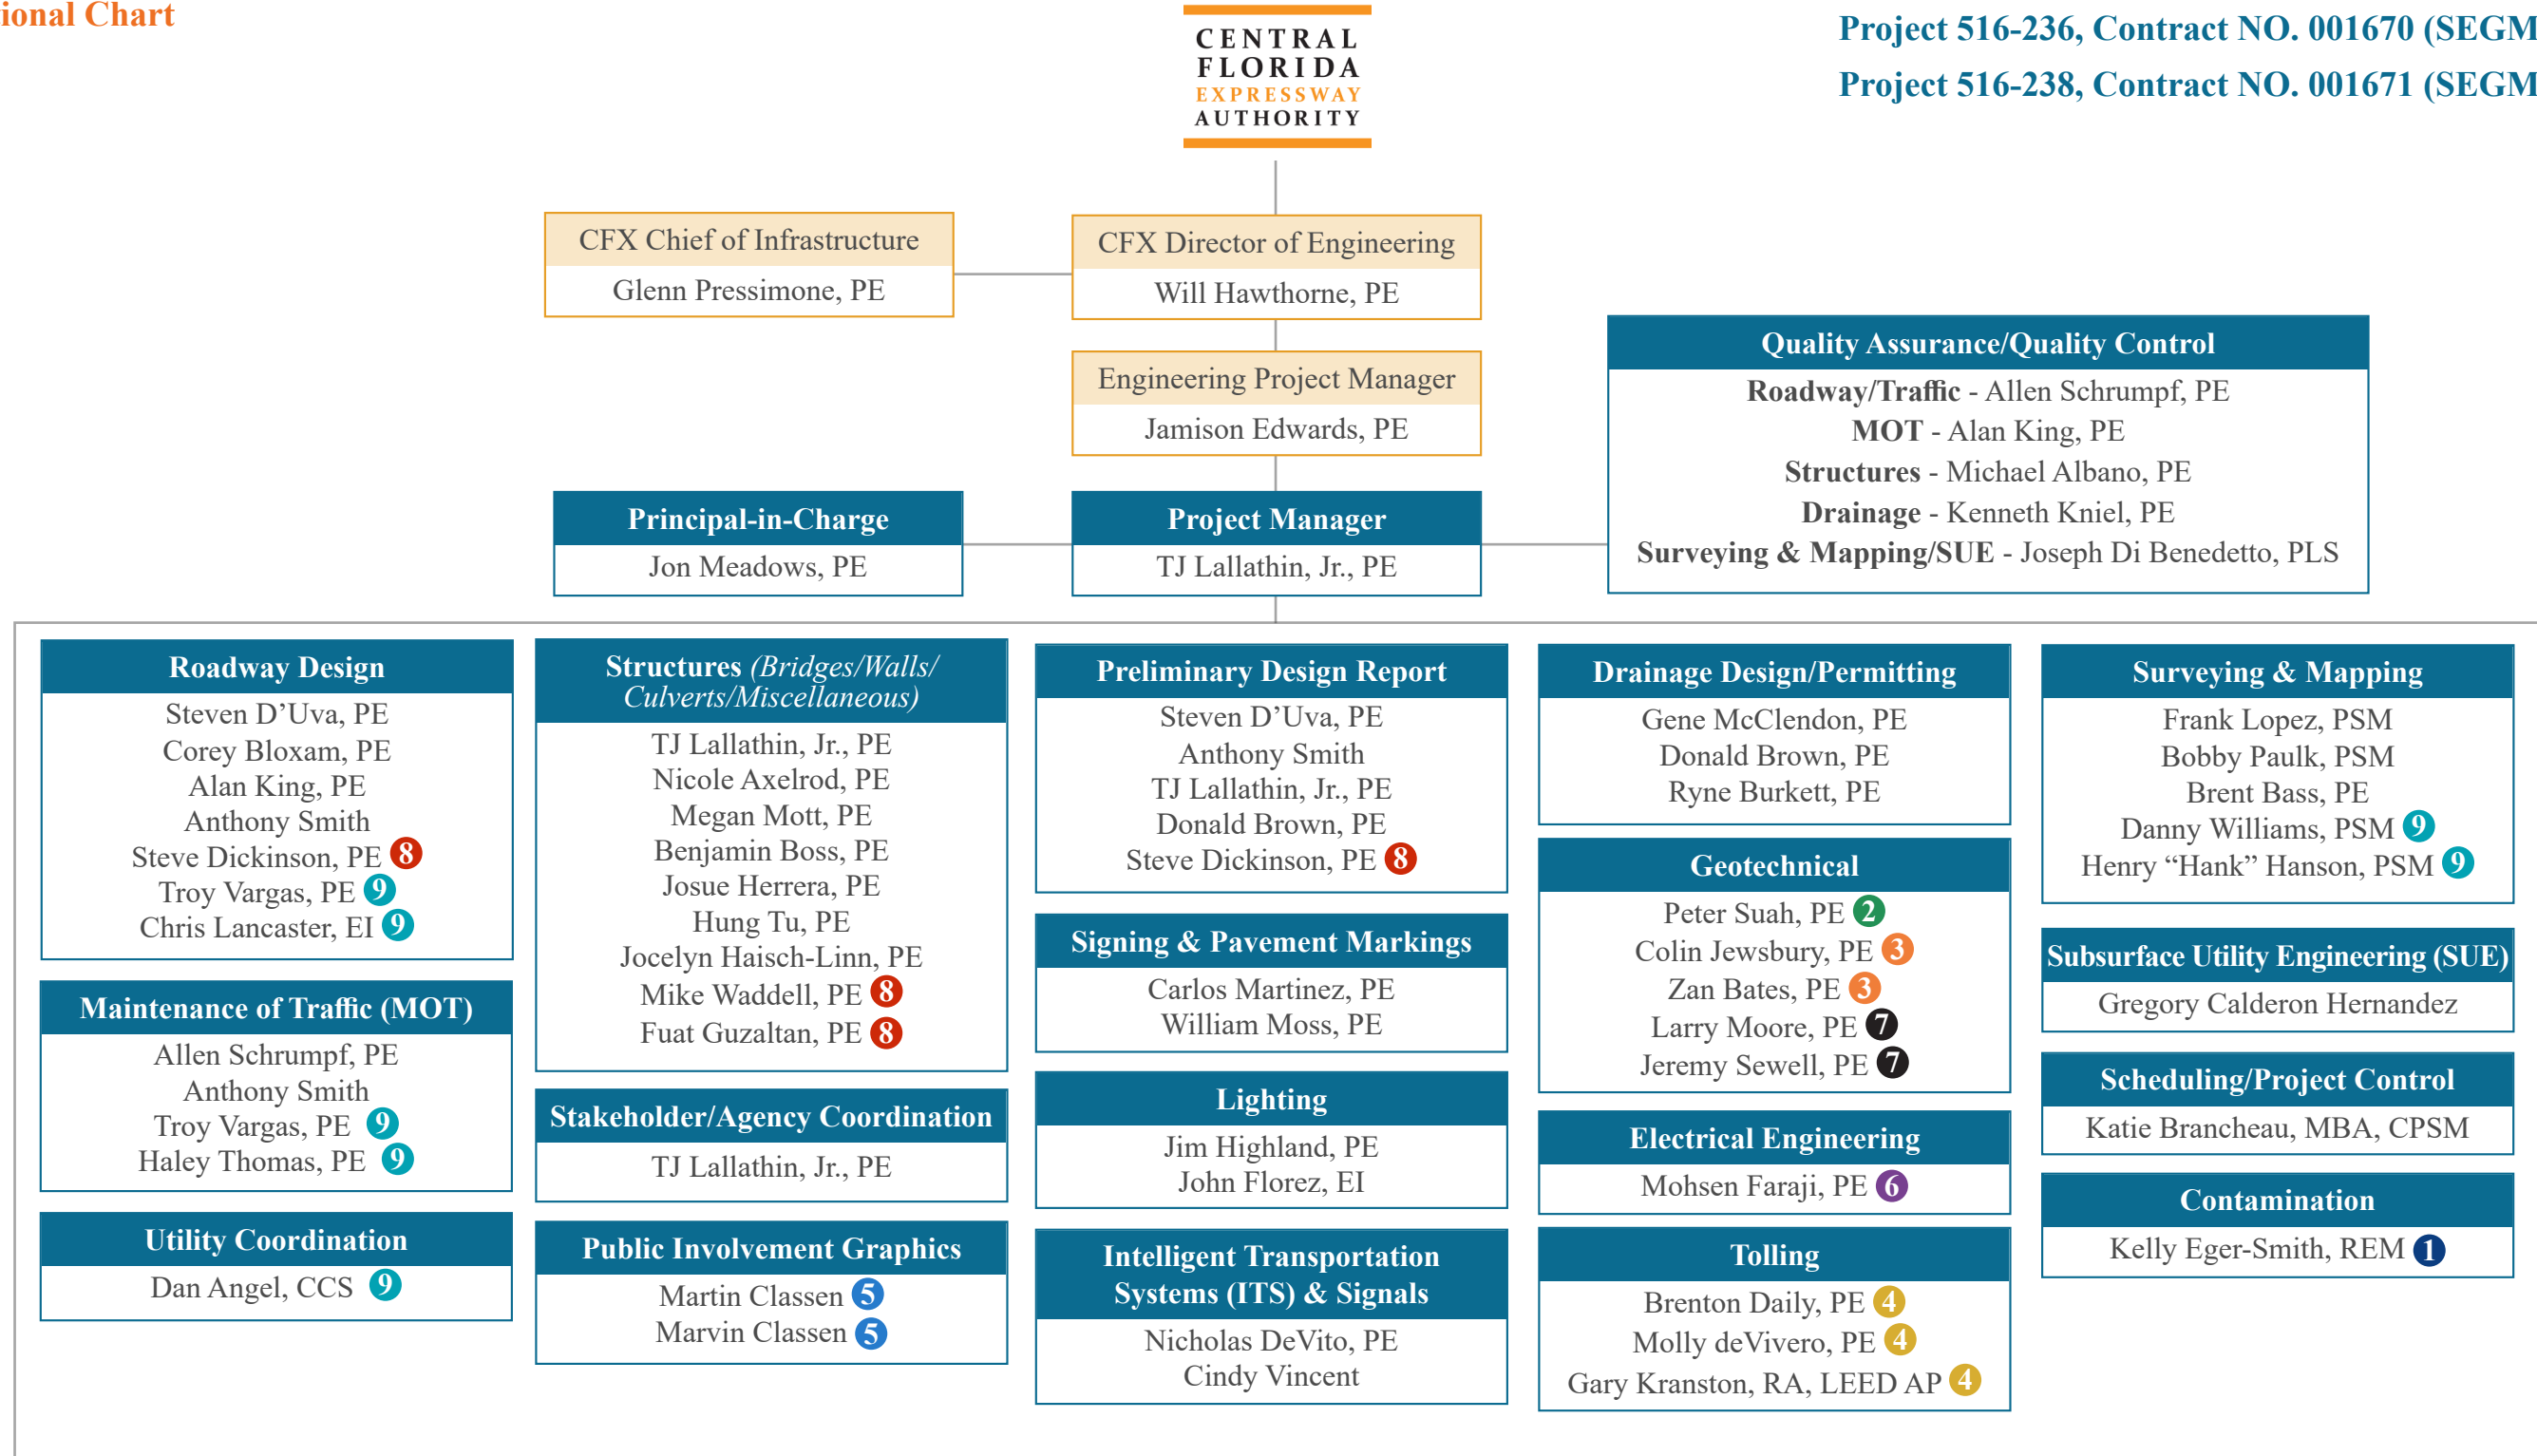 tional Chart
CENTRAL
FLORIDA
EXPRESSWAY
AUTHORITY
Project 516-236, Contract NO. 001670 (SEGM
Project 516-238, Contract NO. 001671 (SEGM
CFX Chief of Infrastructure
Glenn Pressimone, PE
CFX Director of Engineering
Will Hawthorne, PE
Engineering Project Manager
Jamison Edwards, PE
Principal-in-Charge
Jon Meadows, PE
Project Manager
TJ Lallathin, Jr., PE
Quality Assurance/Quality Control
Roadway/Traffic - Allen Schrumpf, PE
MOT - Alan King, PE
Structures - Michael Albano, PE
Drainage - Kenneth Kniel, PE
Surveying & Mapping/SUE - Joseph Di Benedetto, PLS
Roadway Design
Steven D’Uva, PE
Corey Bloxam, PE
Alan King, PE
Anthony Smith
Steve Dickinson, PE 8
Troy Vargas, PE 9
Chris Lancaster, EI 9
Maintenance of Traffic (MOT)
Allen Schrumpf, PE
Anthony Smith
Troy Vargas, PE 9
Haley Thomas, PE 9
Utility Coordination
Dan Angel, CCS 9
Structures (Bridges/Walls/
Culverts/Miscellaneous)
TJ Lallathin, Jr., PE
Nicole Axelrod, PE
Megan Mott, PE
Benjamin Boss, PE
Josue Herrera, PE
Hung Tu, PE
Jocelyn Haisch-Linn, PE
Mike Waddell, PE 8
Fuat Guzaltan, PE 8
Stakeholder/Agency Coordination
TJ Lallathin, Jr., PE
Public Involvement Graphics
Martin Classen 5
Marvin Classen 5
Preliminary Design Report
Steven D’Uva, PE
Anthony Smith
TJ Lallathin, Jr., PE
Donald Brown, PE
Steve Dickinson, PE 8
Signing & Pavement Markings
Carlos Martinez, PE
William Moss, PE
Lighting
Jim Highland, PE
John Florez, EI
Intelligent Transportation
Systems (ITS) & Signals
Nicholas DeVito, PE
Cindy Vincent
Drainage Design/Permitting
Gene McClendon, PE
Donald Brown, PE
Ryne Burkett, PE
Geotechnical
Peter Suah, PE 2
Colin Jewsbury, PE 3
Zan Bates, PE 3
Larry Moore, PE 7
Jeremy Sewell, PE 7
Electrical Engineering
Mohsen Faraji, PE 6
Tolling
Brenton Daily, PE 4
Molly deVivero, PE 4
Gary Kranston, RA, LEED AP 4
Surveying & Mapping
Frank Lopez, PSM
Bobby Paulk, PSM
Brent Bass, PE
Danny Williams, PSM 9
Henry “Hank” Hanson, PSM 9
Subsurface Utility Engineering (SUE)
Gregory Calderon Hernandez
Scheduling/Project Control
Katie Brancheau, MBA, CPSM
Contamination
Kelly Eger-Smith, REM 1